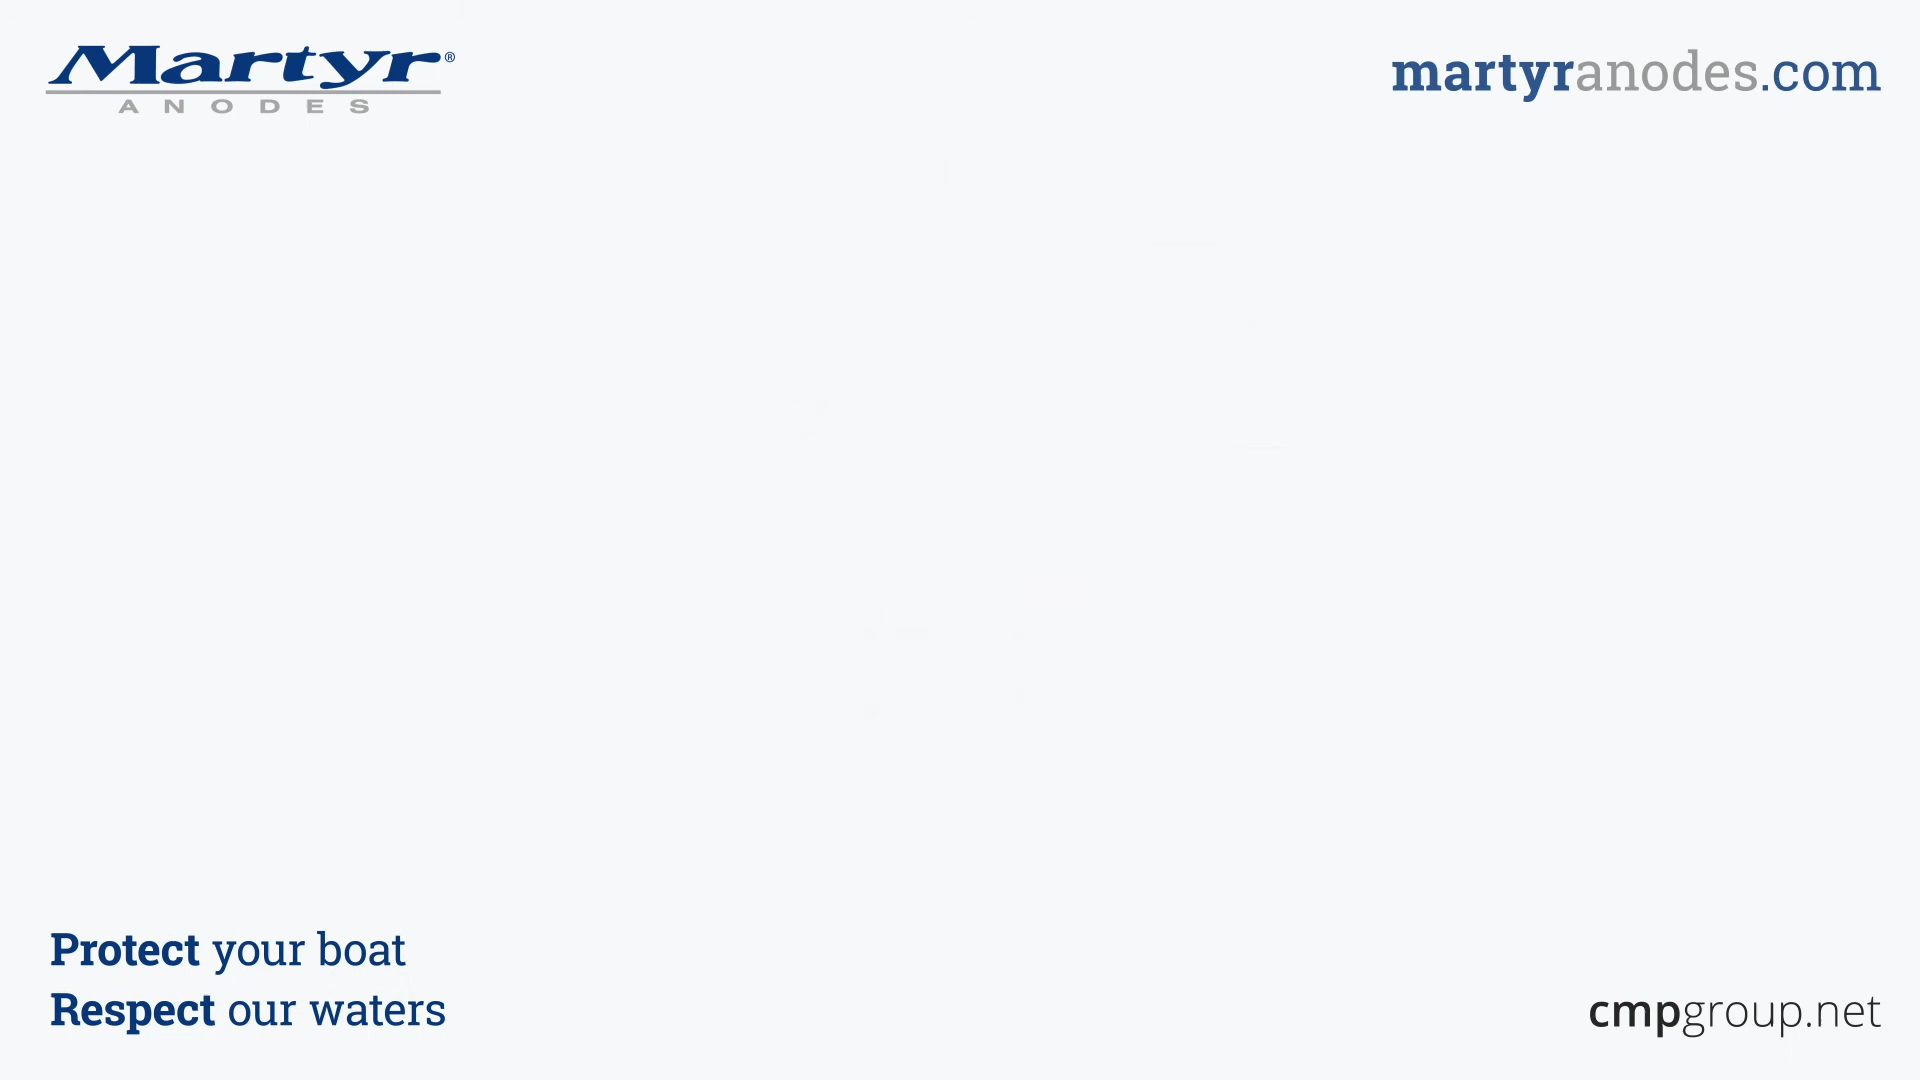 Martyr®
ANODES
martyranodes.com
Protect your boat
Respect our waters
cmpgroup.net